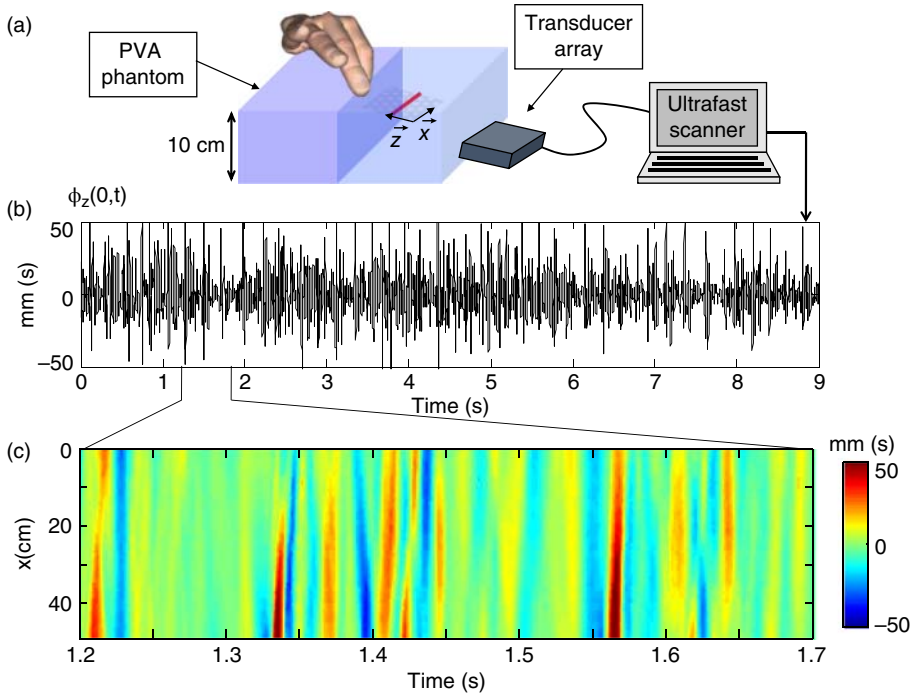 (a)
PVA
phantom
Transducer
array
Ultrafast
scanner
10 cm
z
x
(b)
ϕz(0,t)
mm (s)
50
0
−50
0 1 2 3 4 5 6 7 8 9
Time (s)
(c)
mm (s)
x(cm)
0
20
40
50
0
−50
1.2 1.3 1.4 1.5 1.6 1.7
Time (s)